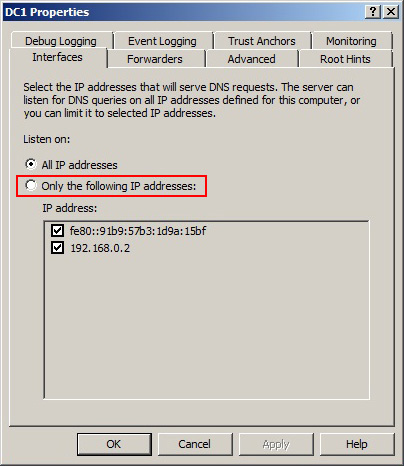 DC1 Properties
Debug Logging Event Logging Trust Anchors Monitoring
Interfaces Forwarders Advanced Root Hints
Select the IP addresses that will serve DNS requests. The server can
listen for DNS queries on all IP addresses defined for this computer, or
you can limit it to selected IP addresses.
Listen on:
All IP addresses
Only the following IP addresses:
IP address:
fe80::91b9:57b3:1d9a:15bf
192.168.0.2
OK Cancel Apply Help